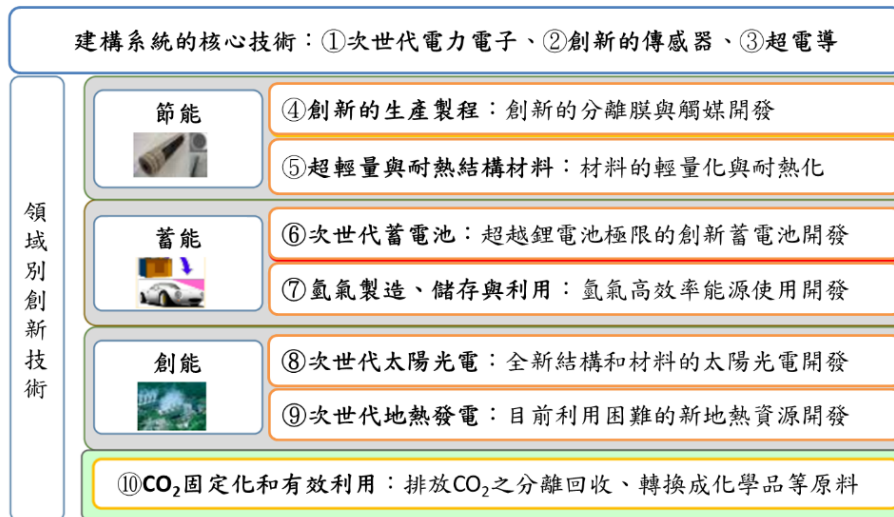 建構系統的核心技術：①次世代電力電子、②創新的傳感器、③超電導
領域別創新技術
節能
④創新的生產製程：創新的分離膜與觸媒開發
⑤超輕量與耐熱結構材料：材料的輕量化與耐熱化
蓄能
⑥次世代蓄電池：超越鋰電池極限的創新蓄電池開發
⑦氫氣製造、儲存與利用：氫氣高效率能源使用開發
創能
⑧次世代太陽光電：全新結構和材料的太陽光電開發
⑨次世代地熱發電：目前利用困難的新地熱資源開發
⑩CO₂固定化和有效利用：排放CO₂之分離回收、轉換成化學品等原料